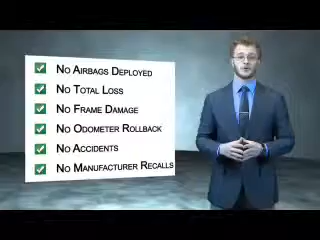 No Airbags Deployed
No Total Loss
No Frame Damage
No Odometer Rollback
No Accidents
No Manufacturer Recalls